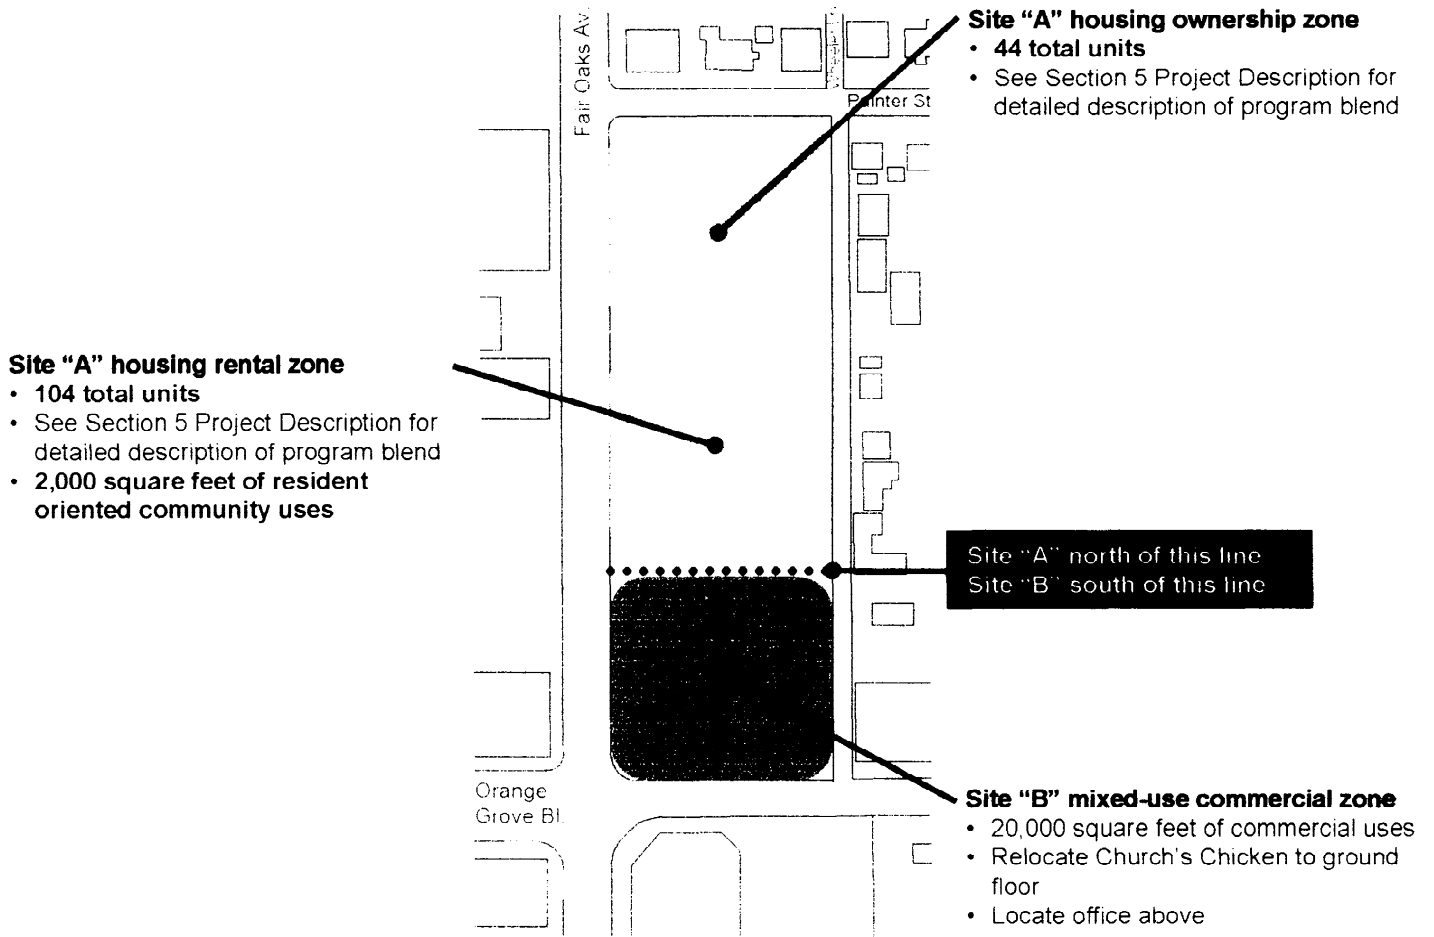 Site “A” housing ownership zone
• 44 total units
• See Section 5 Project Description for
detailed description of program blend
Fair Oaks Av.
Painter St
Site “A” housing rental zone
• 104 total units
• See Section 5 Project Description for
detailed description of program blend
• 2,000 square feet of resident
oriented community uses
Site “A” north of this line
Site “B” south of this line
Orange
Grove Bl.
Site “B” mixed-use commercial zone
• 20,000 square feet of commercial uses
• Relocate Church's Chicken to ground
floor
• Locate office above